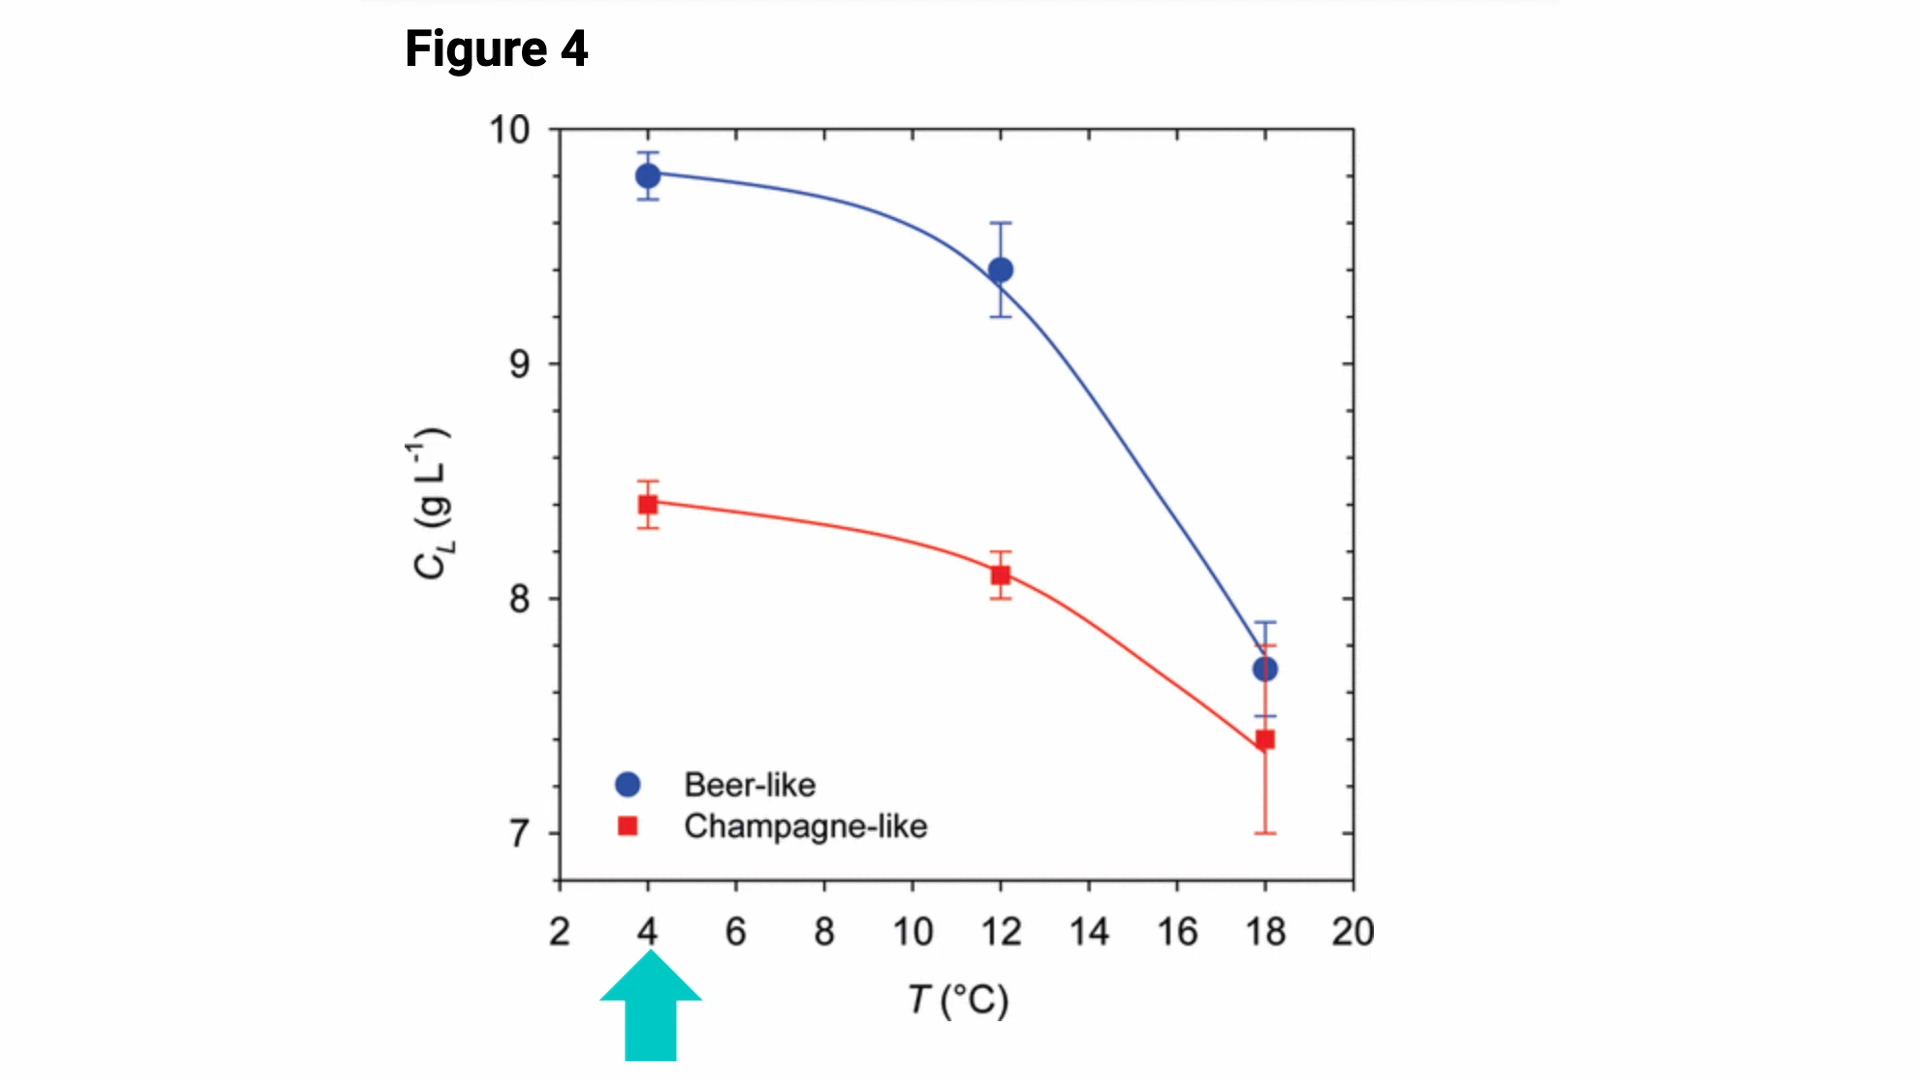 Figure 4
10
9
8
7
C_L (g L⁻¹)
Beer-like
Champagne-like
2 4 6 8 10 12 14 16 18 20
T (°C)